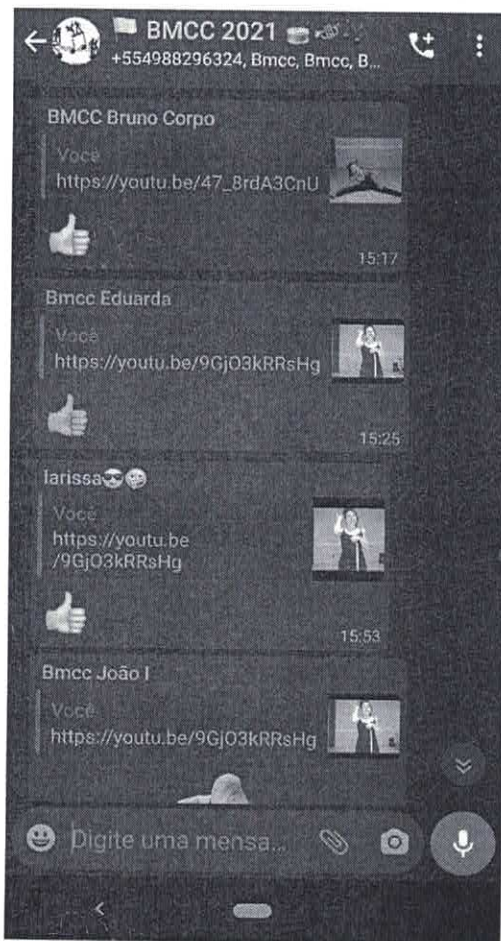 BMCC 2021
+554988296324, Bmcc, Bmcc, B...
BMCC Bruno Corpo
Você
https://youtu.be/47_8rdA3CnU
15:17
Bmcc Eduarda
Você
https://youtu.be/9GjO3kRRsHg
15:25
larissa
Você
https://youtu.be
/9GjO3kRRsHg
15:53
Bmcc João I
Você
https://youtu.be/9GjO3kRRsHg
Digite uma mensa...